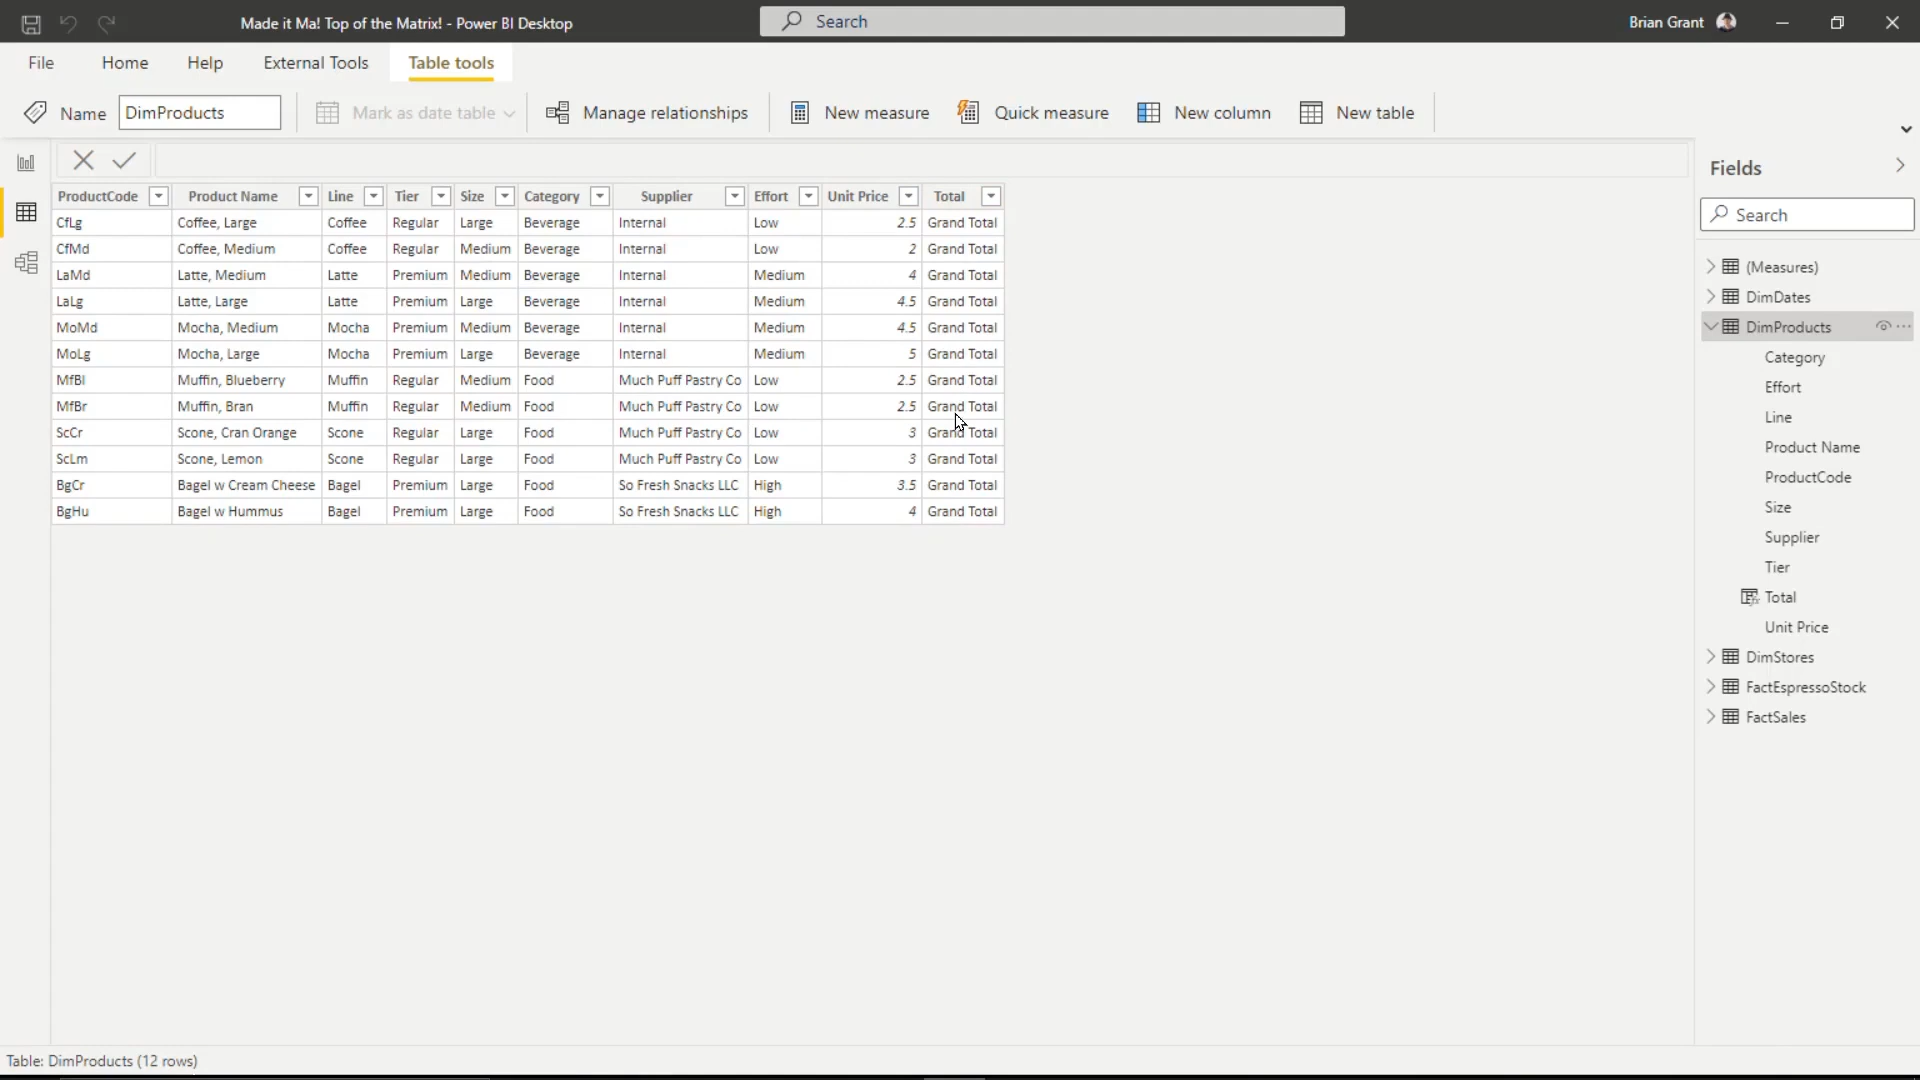 Made it Ma! Top of the Matrix! - Power BI Desktop
Search
Brian Grant
File Home Help External Tools Table tools
Name DimProducts Mark as date table Manage relationships New measure Quick measure New column New table
ProductCode Product Name Line Tier Size Category Supplier Effort Unit Price Total
CfLg Coffee, Large Coffee Regular Large Beverage Internal Low 2.5 Grand Total
CfMd Coffee, Medium Coffee Regular Medium Beverage Internal Low 2 Grand Total
LaMd Latte, Medium Latte Premium Medium Beverage Internal Medium 4 Grand Total
LaLg Latte, Large Latte Premium Large Beverage Internal Medium 4.5 Grand Total
MoMd Mocha, Medium Mocha Premium Medium Beverage Internal Medium 4.5 Grand Total
MoLg Mocha, Large Mocha Premium Large Beverage Internal Medium 5 Grand Total
MfBl Muffin, Blueberry Muffin Regular Medium Food Much Puff Pastry Co Low 2.5 Grand Total
MfBr Muffin, Bran Muffin Regular Medium Food Much Puff Pastry Co Low 2.5 Grand Total
ScCr Scone, Cran Orange Scone Regular Large Food Much Puff Pastry Co Low 3 Grand Total
ScLm Scone, Lemon Scone Regular Large Food Much Puff Pastry Co Low 3 Grand Total
BgCr Bagel w Cream Cheese Bagel Premium Large Food So Fresh Snacks LLC High 3.5 Grand Total
BgHu Bagel w Hummus Bagel Premium Large Food So Fresh Snacks LLC High 4 Grand Total
Fields
Search
(Measures)
DimDates
DimProducts
Category
Effort
Line
Product Name
ProductCode
Size
Supplier
Tier
Total
Unit Price
DimStores
FactEspressoStock
FactSales
Table: DimProducts (12 rows)